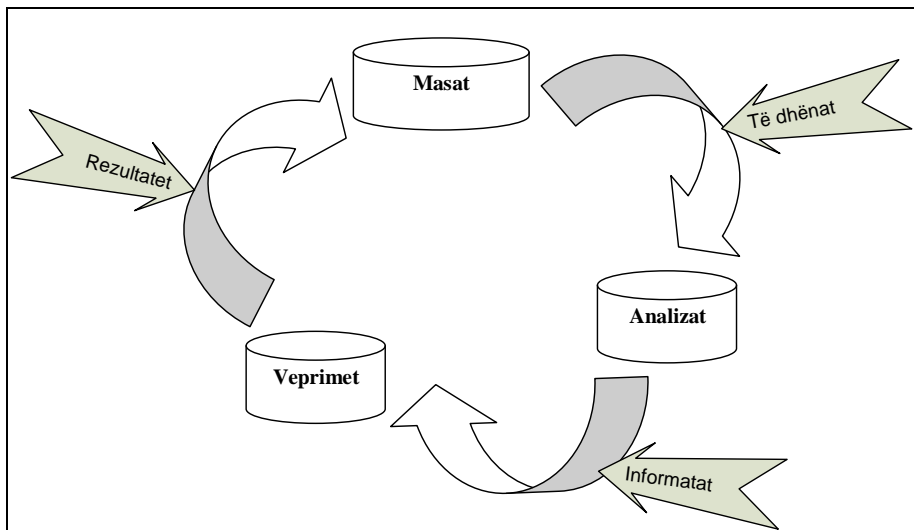 Masat
Të dhënat
Rezultatet
Analizat
Veprimet
Informatat